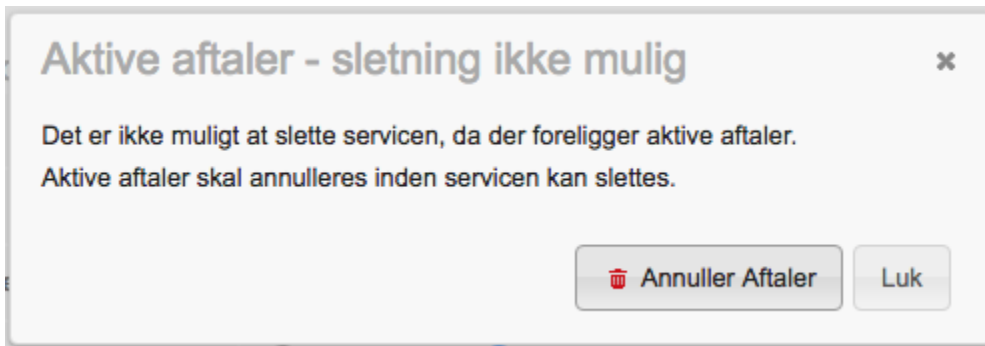 Aktive aftaler - sletning ikke mulig
Det er ikke muligt at slette servicen, da der foreligger aktive aftaler.
Aktive aftaler skal annulleres inden servicen kan slettes.
Annuller Aftaler
Luk